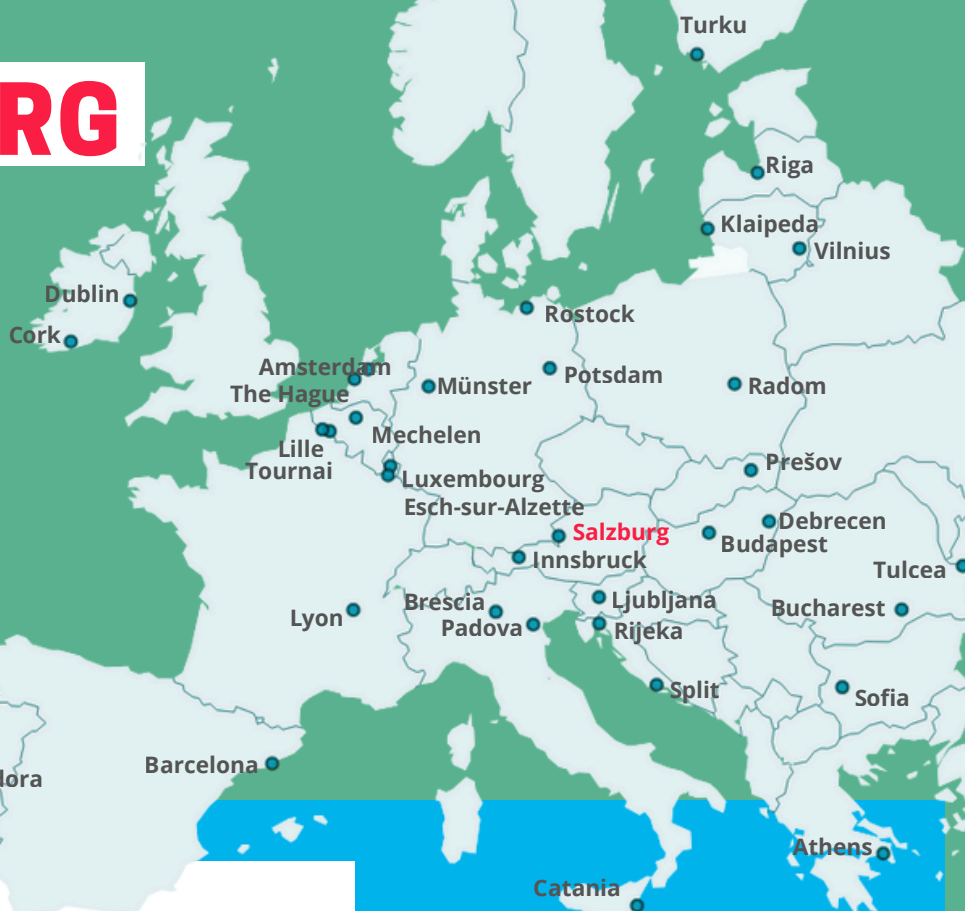 Turku
RG
Riga
Klaipeda
Vilnius
Dublin
Rostock
Cork
Amsterdam
Potsdam
The Hague
Münster
Radom
Mechelen
Lille
Prešov
Tournai
Luxembourg
Esch-sur-Alzette
Debrecen
Salzburg
Budapest
Innsbruck
Tulcea
Brescia
Ljubljana
Bucharest
Lyon
Padova
Rijeka
Split
Sofia
Barcelona
lora
Athens
Catania